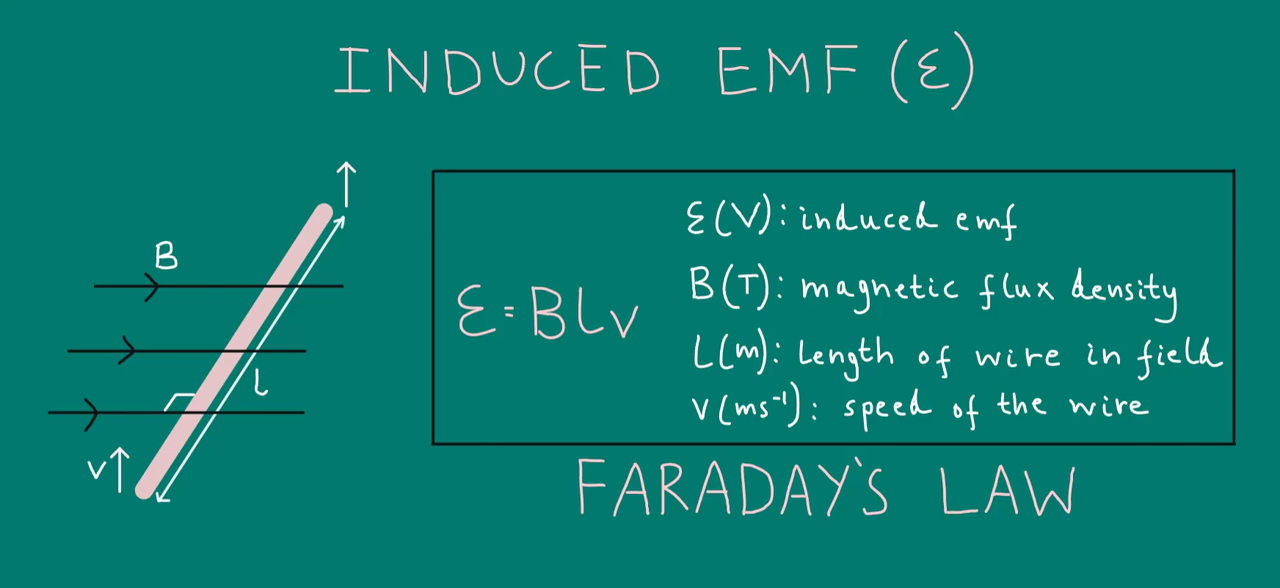 INDUCED EMF (ε)
B
l
v
ε = BLv
ε(V): induced emf
B(T): magnetic flux density
L(m): length of wire in field
v(ms⁻¹): speed of the wire
FARADAY'S LAW